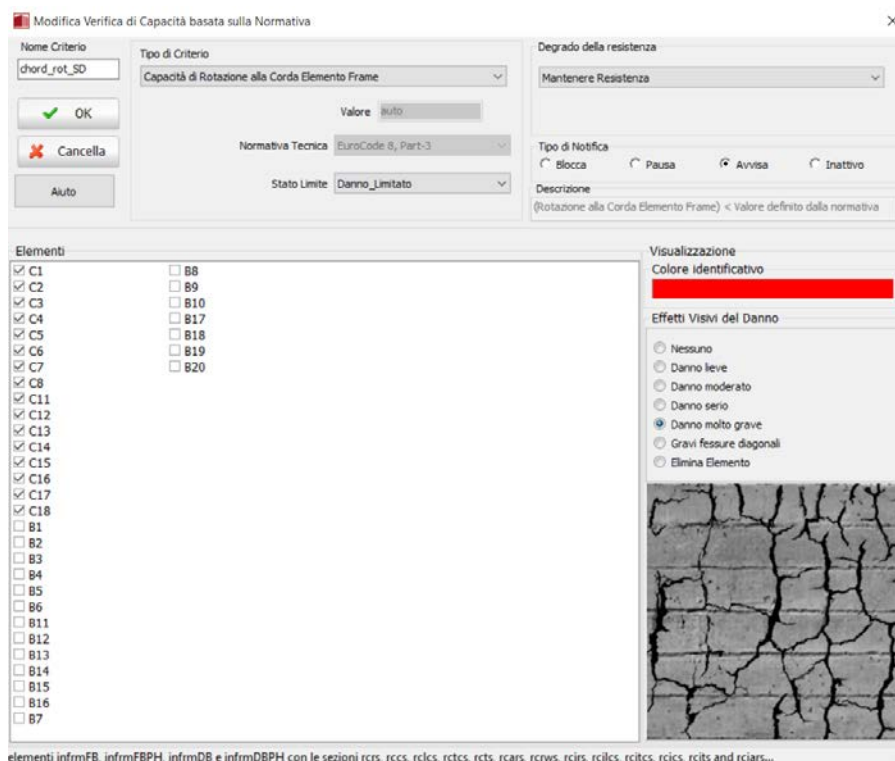 Modifica Verifica di Capacità basata sulla Normativa
Nome Criterio
chord_rot_SD
OK
Cancella
Aiuto
Tipo di Criterio
Capacità di Rotazione alla Corda Elemento Frame
Valore auto
Normativa Tecnica EuroCode 8, Part-3
Stato Limite Danno_Limitato
Degrado della resistenza
Mantenere Resistenza
Tipo di Notifica
Blocca Pausa Avvisa Inattivo
Descrizione
(Rotazione alla Corda Elemento Frame) < Valore definito dalla normativa
Elementi
C1
C2
C3
C4
C5
C6
C7
C8
C11
C12
C13
C14
C15
C16
C17
C18
B1
B2
B3
B4
B5
B6
B11
B12
B13
B14
B15
B16
B7
B8
B9
B10
B17
B18
B19
B20
Visualizzazione
Colore identificativo
Effetti Visivi del Danno
Nessuno
Danno lieve
Danno moderato
Danno serio
Danno molto grave
Gravi fessure diagonali
Elimina Elemento
elementi infrmFB, infrmFBPH, infrmDB e infrmDBPH con le sezioni rcrs, rccs, rclcs, rctcs, rcts, rcars, rcrws, rcirs, rcilcs, rcitcs, rcics, rcits and rciars...